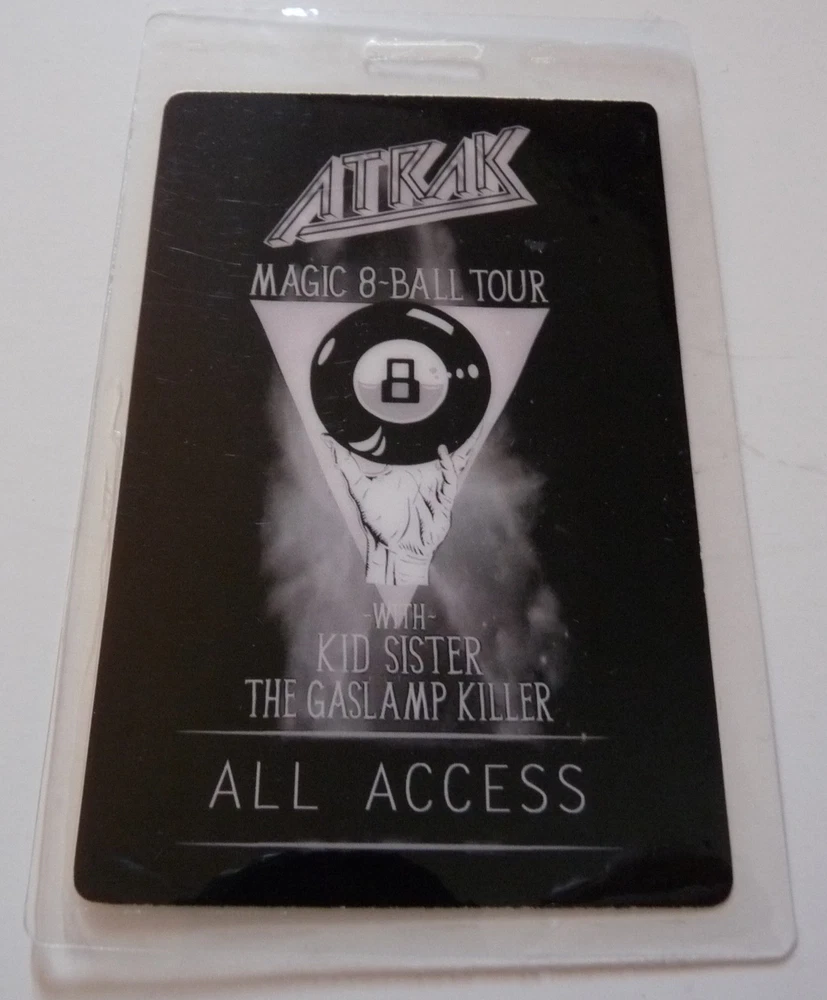 ATRAK
MAGIC 8-BALL TOUR
8
-WITH-
KID SISTER
THE GASLAMP KILLER
ALL ACCESS